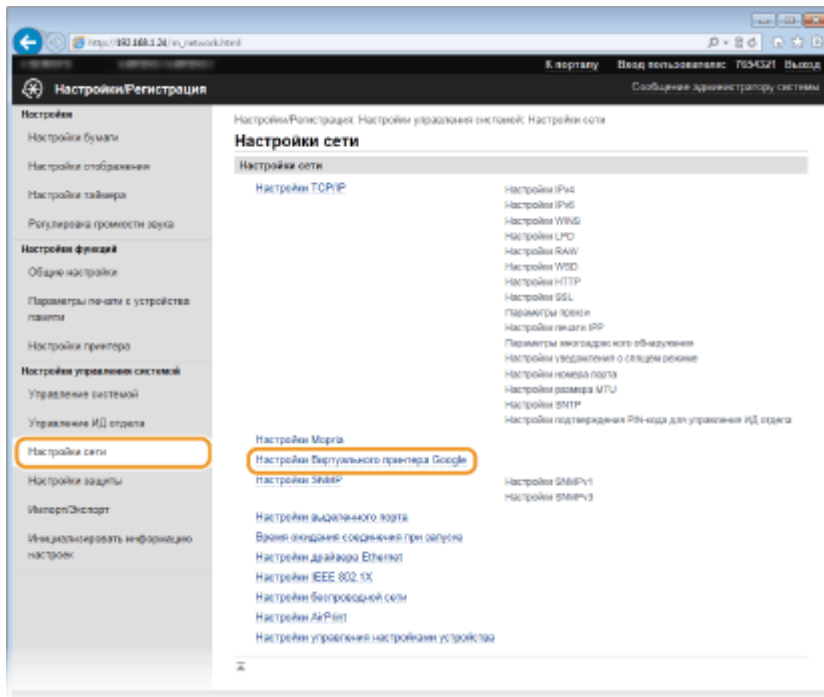 http://192.168.1.24/m_network.html
К порталу Вход пользователя: 7654321 Выход
Настройки/Регистрация
Сообщение администратору системы
Настройки
Настройки бумаги
Настройки отображения
Настройки таймера
Регулировка громкости звука
Настройки функций
Общие настройки
Параметры печати с устройства
памяти
Настройки принтера
Настройки управления системой
Управление системой
Управление ИД отдела
Настройки сети
Настройки защиты
Импорт/Экспорт
Инициализировать информацию
настроек
Настройки/Регистрация: Настройки управления системой: Настройки сети
Настройки сети
Настройки сети
Настройки TCP/IP
Настройки IPv4
Настройки IPv6
Настройки WINS
Настройки LPD
Настройки RAW
Настройки WSD
Настройки HTTP
Настройки SSL
Параметры прокси
Настройки печати IPP
Параметры многоадресного обнаружения
Настройки уведомления о спящем режиме
Настройки номера порта
Настройки размера MTU
Настройки SNTP
Настройки подтверждения PIN-кода для управления ИД отдела
Настройки Mopria
Настройки Виртуального принтера Google
Настройки SNMP
Настройки SNMPv1
Настройки SNMPv3
Настройки выделенного порта
Время ожидания соединения при запуске
Настройки драйвера Ethernet
Настройки IEEE 802.1X
Настройки беспроводной сети
Настройки AirPrint
Настройки управления настройками устройства